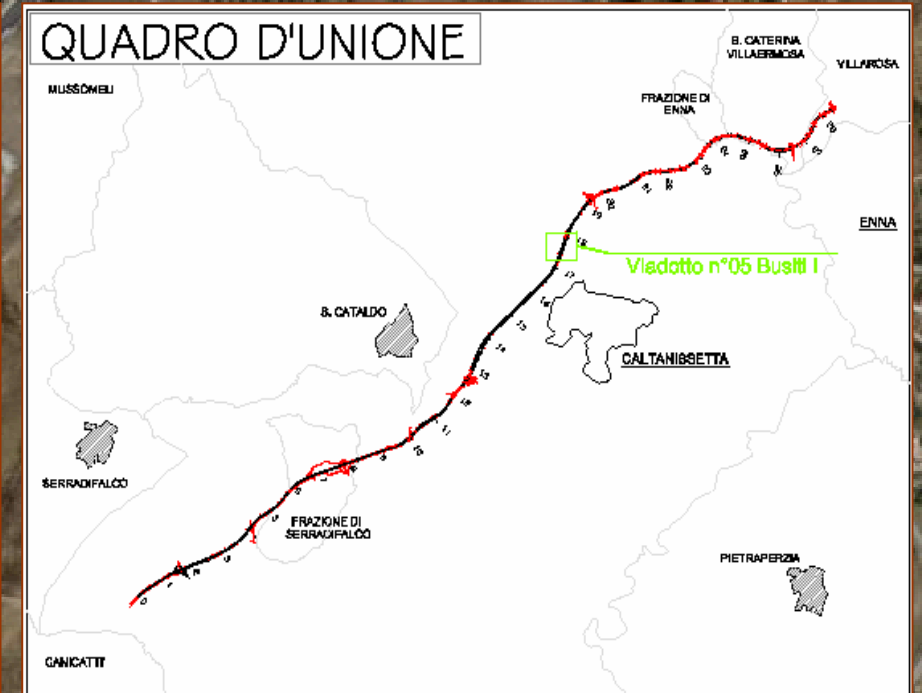 QUADRO D'UNIONE
MUSSOMELI
S. CATERINA
VILLAERMOSA
VILLAROSA
FRAZIONE DI
ENNA
ENNA
Viadotto n°05 Busiti I
S. CATALDO
CALTANISSETTA
SERRADIFALCO
FRAZIONE DI
SERRADIFALCO
PIETRAPERZIA
CANICATTI'